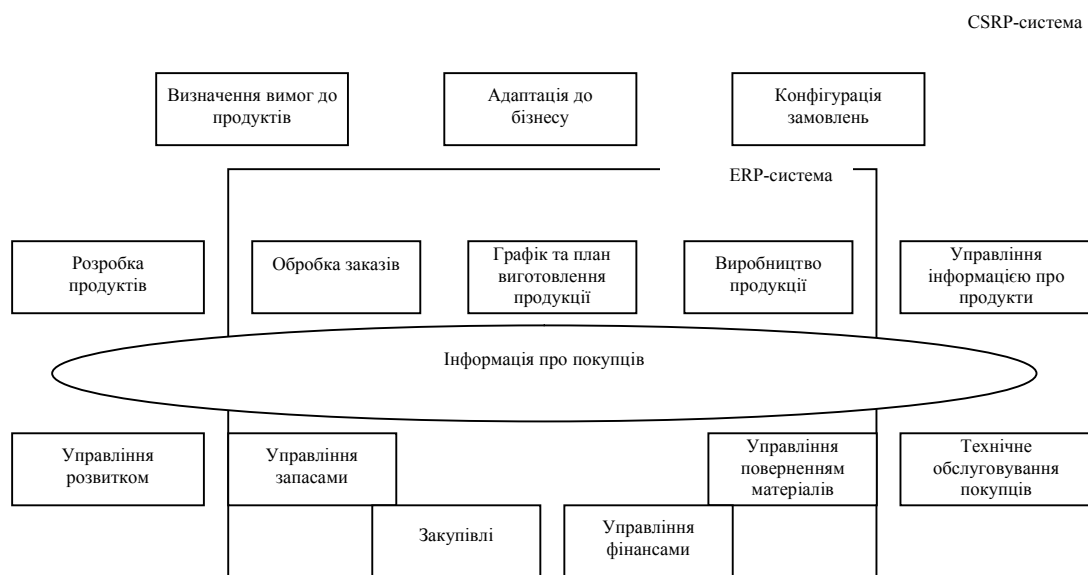 CSRP-система
Визначення вимог до
продуктів
Адаптація до
бізнесу
Конфігурація
замовлень
ERP-система
Розробка
продуктів
Обробка заказів
Графік та план
виготовлення
продукції
Виробництво
продукції
Управління
інформацією про
продукти
Інформація про покупців
Управління
розвитком
Управління
запасами
Управління
поверненням
матеріалів
Технічне
обслуговування
покупців
Закупівлі
Управління
фінансами